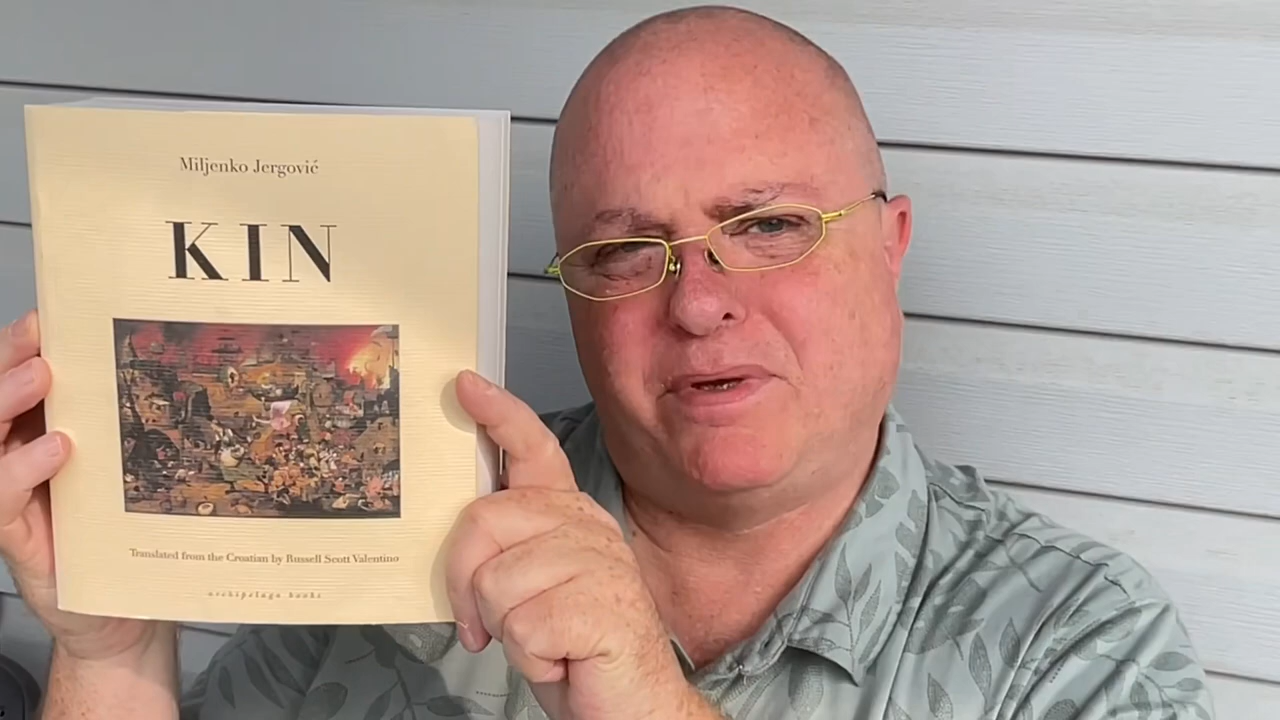 Miljenko Jergović
KIN
Translated from the Croatian by Russell Scott Valentino
archipelago books